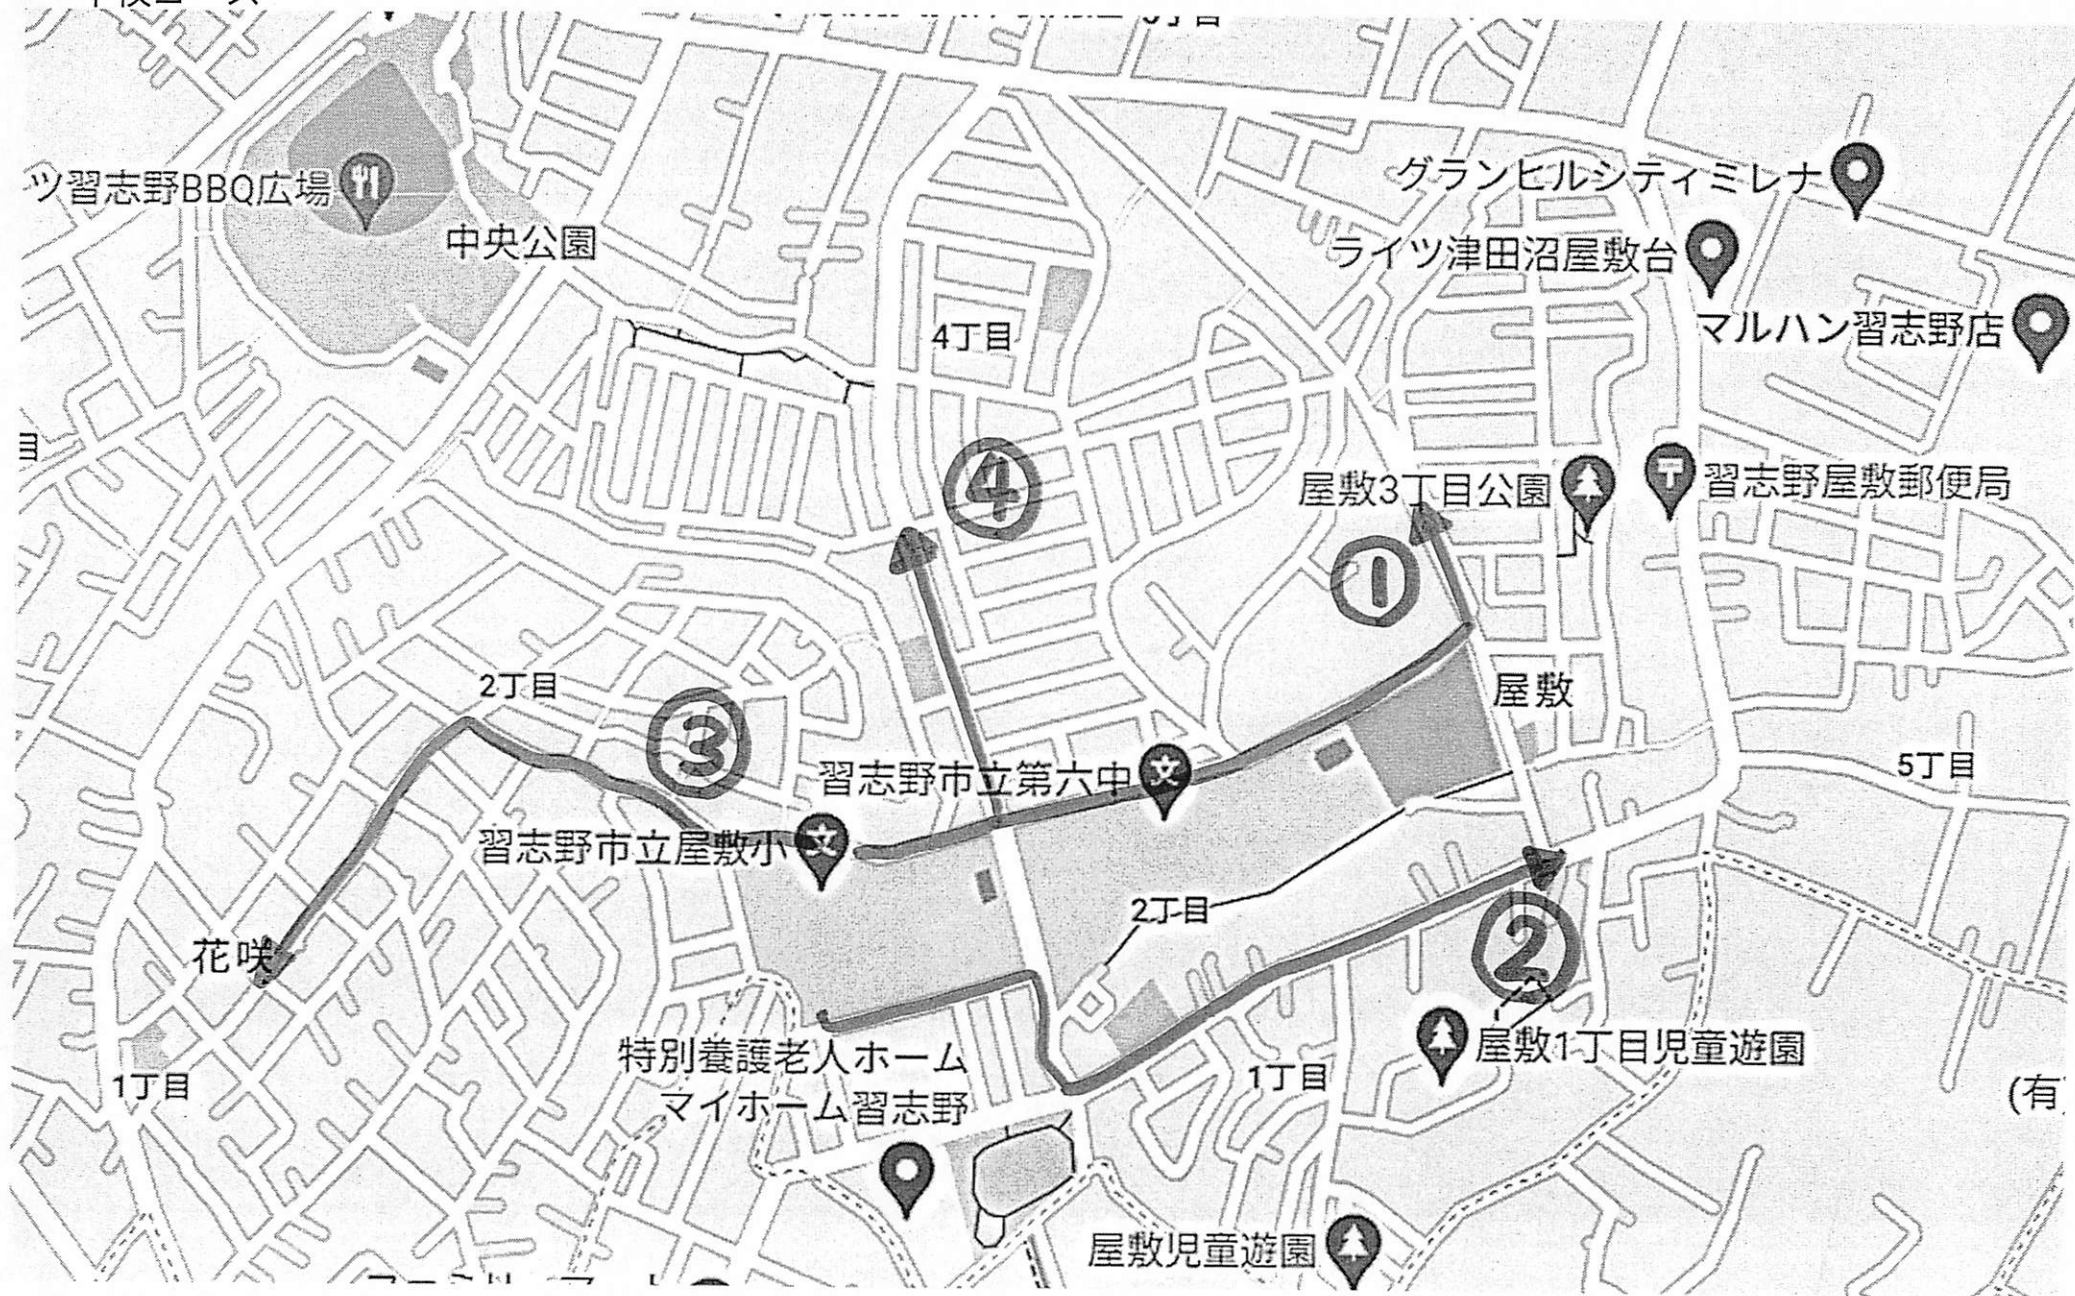 グランヒルシティミレナ
ツ習志野BBQ広場
中央公園
ライツ津田沼屋敷台
マルハン習志野店
4丁目
目
④
屋敷3丁目公園
習志野屋敷郵便局
①
2丁目
屋敷
③
習志野市立第六中
5丁目
習志野市立屋敷小
2丁目
花咲
②
特別養護老人ホーム
マイホーム習志野
屋敷1丁目児童遊園
1丁目
1丁目
(有)
屋敷児童遊園